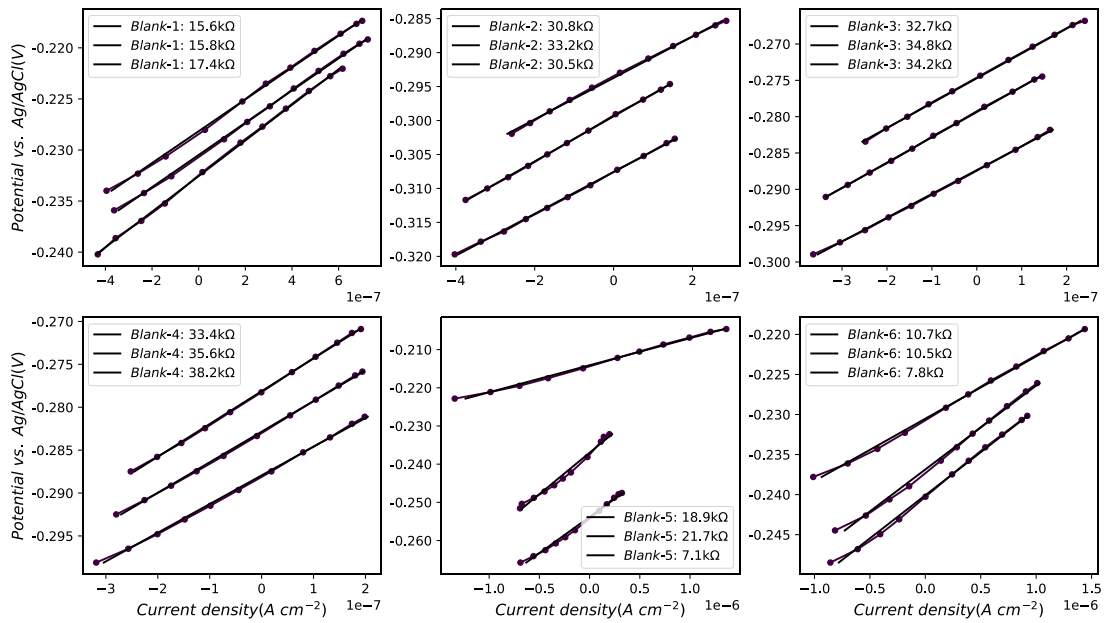 Potential vs. Ag/AgCl(V)
-0.220
-0.225
-0.230
-0.235
-0.240
Blank-1: 15.6kΩ
Blank-1: 15.8kΩ
Blank-1: 17.4kΩ
−4 −2 0 2 4 6
1e−7
-0.285
-0.290
-0.295
-0.300
-0.305
-0.310
-0.315
-0.320
Blank-2: 30.8kΩ
Blank-2: 33.2kΩ
Blank-2: 30.5kΩ
−4 −2 0 2
1e−7
-0.270
-0.275
-0.280
-0.285
-0.290
-0.295
-0.300
Blank-3: 32.7kΩ
Blank-3: 34.8kΩ
Blank-3: 34.2kΩ
−3 −2 −1 0 1 2
1e−7
Potential vs. Ag/AgCl(V)
-0.270
-0.275
-0.280
-0.285
-0.290
-0.295
Blank-4: 33.4kΩ
Blank-4: 35.6kΩ
Blank-4: 38.2kΩ
−3 −2 −1 0 1 2
1e−7
Current density(A cm⁻²)
-0.210
-0.220
-0.230
-0.240
-0.250
-0.260
Blank-5: 18.9kΩ
Blank-5: 21.7kΩ
Blank-5: 7.1kΩ
−1.0 −0.5 0.0 0.5 1.0
1e−6
Current density(A cm⁻²)
-0.220
-0.225
-0.230
-0.235
-0.240
-0.245
Blank-6: 10.7kΩ
Blank-6: 10.5kΩ
Blank-6: 7.8kΩ
−1.0 −0.5 0.0 0.5 1.0 1.5
1e−6
Current density(A cm⁻²)